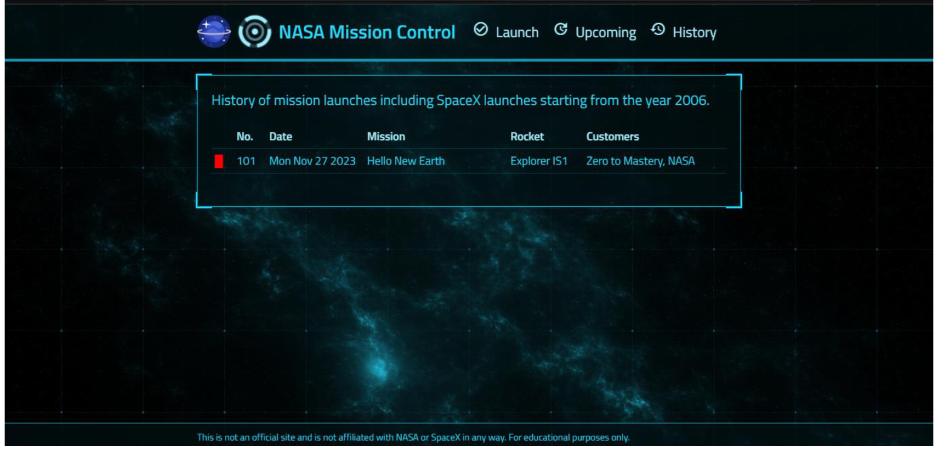 NASA Mission Control Launch Upcoming History
History of mission launches including SpaceX launches starting from the year 2006.
No. Date Mission Rocket Customers
101 Mon Nov 27 2023 Hello New Earth Explorer IS1 Zero to Mastery, NASA
This is not an official site and is not affiliated with NASA or SpaceX in any way. For educational purposes only.